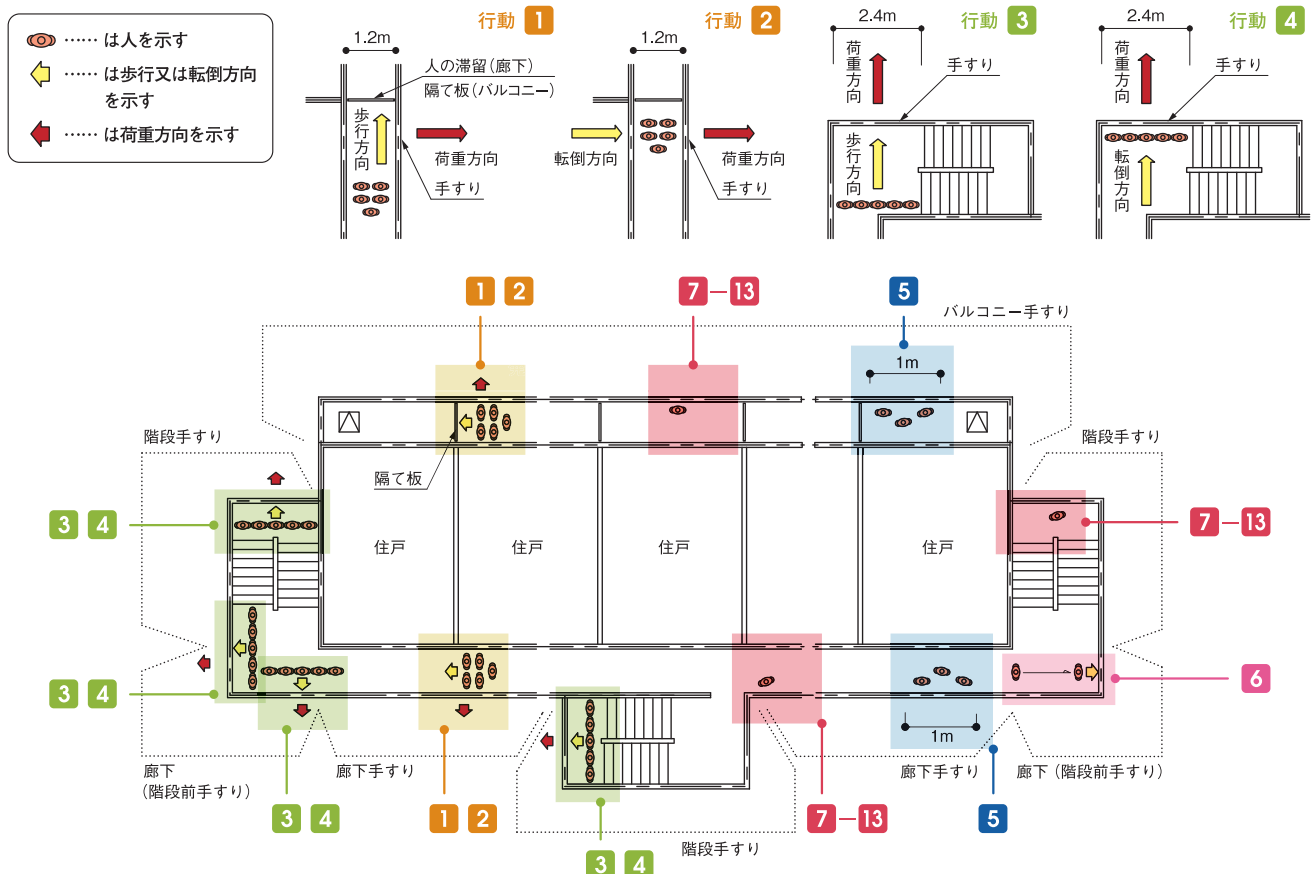 …… は人を示す
…… は歩行又は転倒方向
を示す
…… は荷重方向を示す
行動 1
1.2m
人の滞留(廊下)
隔て板(バルコニー)
歩行方向
荷重方向
手すり
行動 2
1.2m
転倒方向
荷重方向
手すり
行動 3
2.4m
荷重方向
手すり
歩行方向
行動 4
2.4m
荷重方向
手すり
転倒方向
1 2
7 — 13
5
バルコニー手すり
1m
階段手すり
階段手すり
隔て板
3 4
7 — 13
住戸
住戸
住戸
住戸
3 4
6
1m
廊下
(階段前手すり)
廊下手すり
廊下手すり
廊下 (階段前手すり)
3 4
1 2
7 — 13
5
階段手すり
3 4